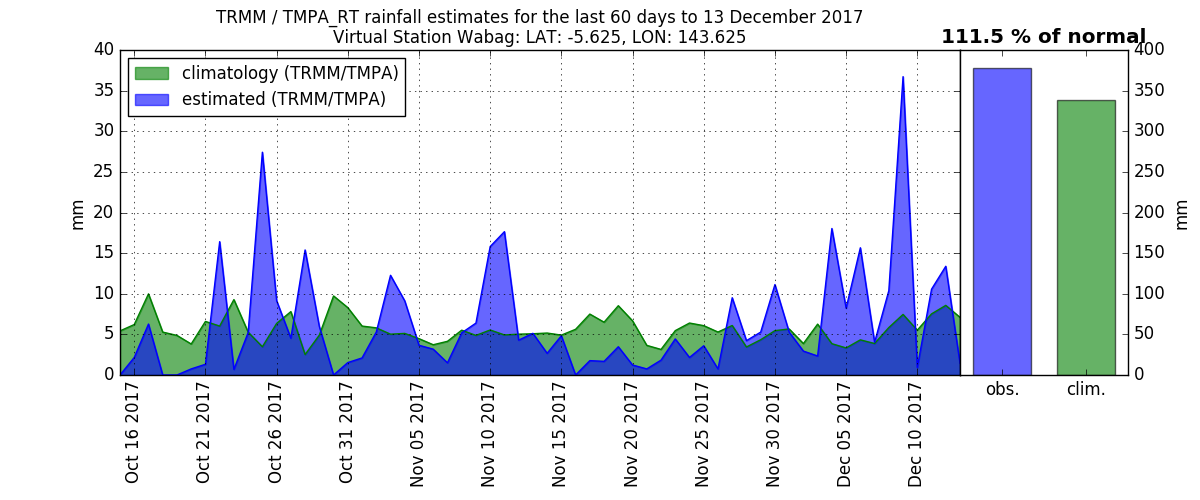 TRMM / TMPA_RT rainfall estimates for the last 60 days to 13 December 2017
Virtual Station Wabag: LAT: -5.625, LON: 143.625
111.5 % of normal
climatology (TRMM/TMPA)
estimated (TRMM/TMPA)
40
35
30
25
20
15
10
5
0
mm
Oct 16 2017
Oct 21 2017
Oct 26 2017
Oct 31 2017
Nov 05 2017
Nov 10 2017
Nov 15 2017
Nov 20 2017
Nov 25 2017
Nov 30 2017
Dec 05 2017
Dec 10 2017
obs.
clim.
400
350
300
250
200
150
100
50
0
mm